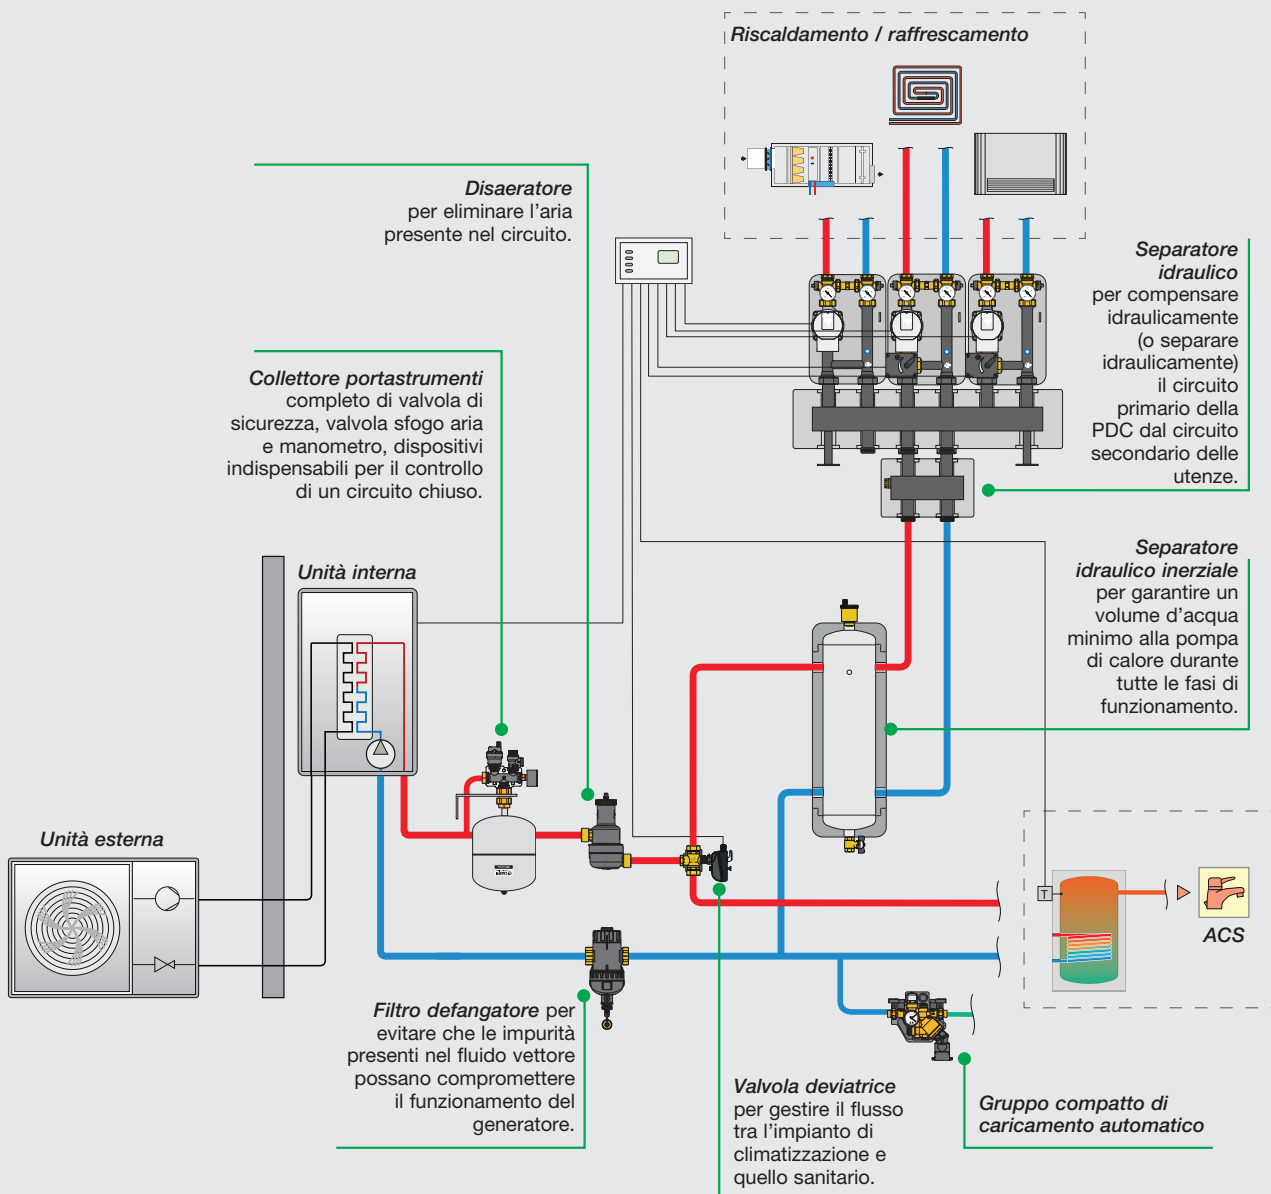 Riscaldamento / raffrescamento
Disaeratore
per eliminare l'aria
presente nel circuito.
Separatore
idraulico
per compensare
idraulicamente
(o separare
idraulicamente)
il circuito
primario della
PDC dal circuito
secondario delle
utenze.
Collettore portastrumenti
completo di valvola di
sicurezza, valvola sfogo aria
e manometro, dispositivi
indispensabili per il controllo
di un circuito chiuso.
Separatore
idraulico inerziale
per garantire un
volume d'acqua
minimo alla pompa
di calore durante
tutte le fasi di
funzionamento.
Unità interna
Unità esterna
T
ACS
Filtro defangatore per
evitare che le impurità
presenti nel fluido vettore
possano compromettere
il funzionamento del
generatore.
Valvola deviatrice
per gestire il flusso
tra l'impianto di
climatizzazione e
quello sanitario.
Gruppo compatto di
caricamento automatico